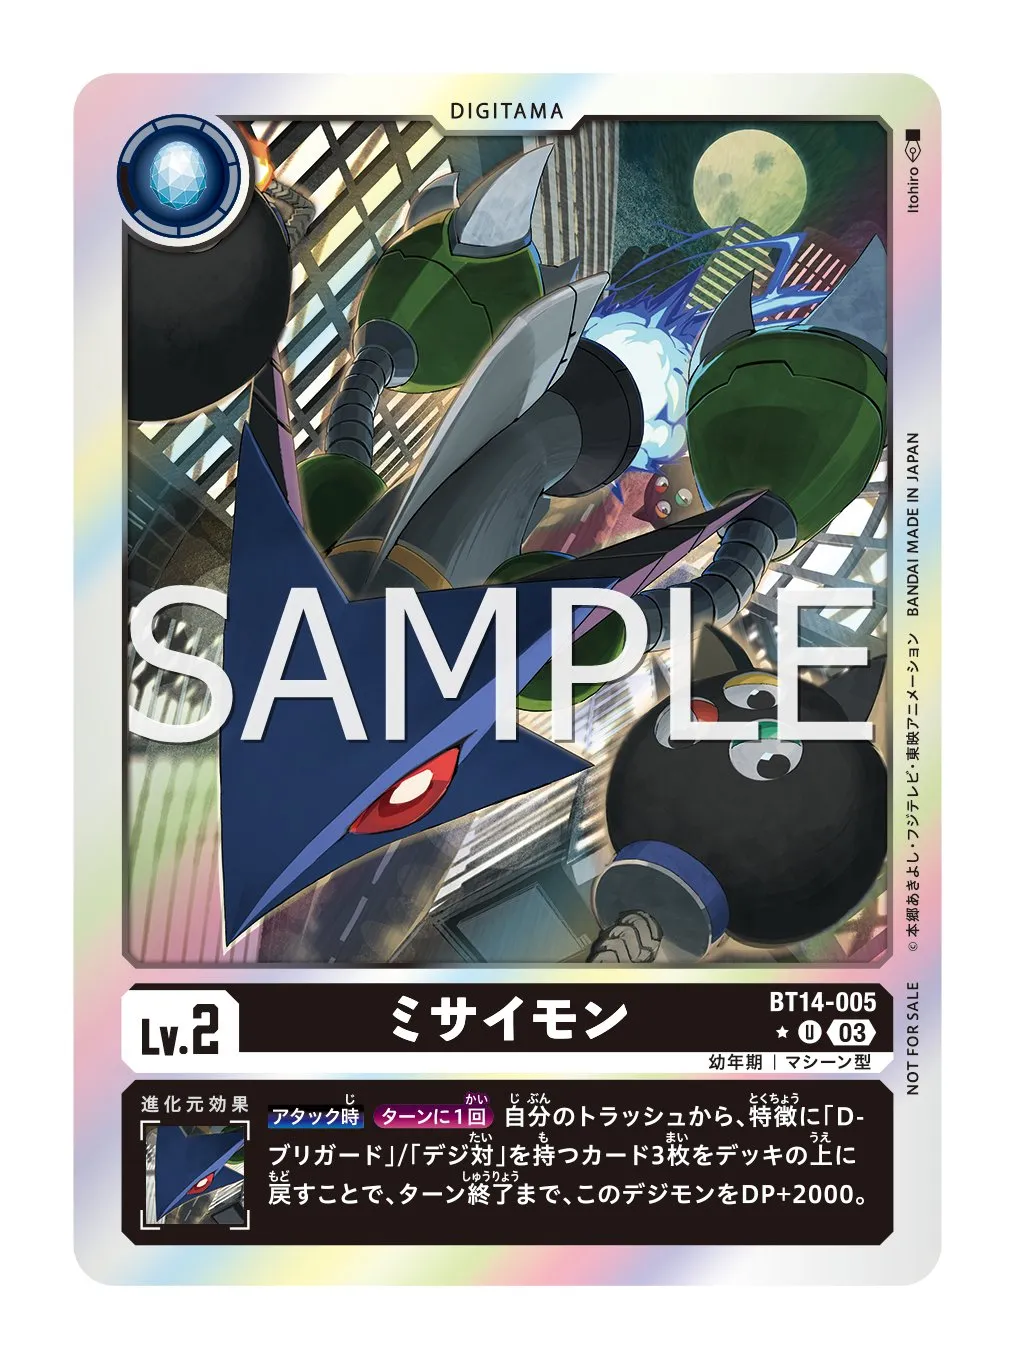 DIGITAMA
Itohiro
SAMPLE
© 本郷あきよし・フジテレビ・東映アニメーション BANDAI MADE IN JAPAN
NOT FOR SALE
Lv.2
ミサイモン
BT14-005
★ U 03
幼年期 | マシーン型
進化元効果
アタック時 ターンに1回 自分のトラッシュから、特徴に「D-
ブリガード」/「デジ対」を持つカード3枚をデッキの上に
戻すことで、ターン終了まで、このデジモンをDP+2000。